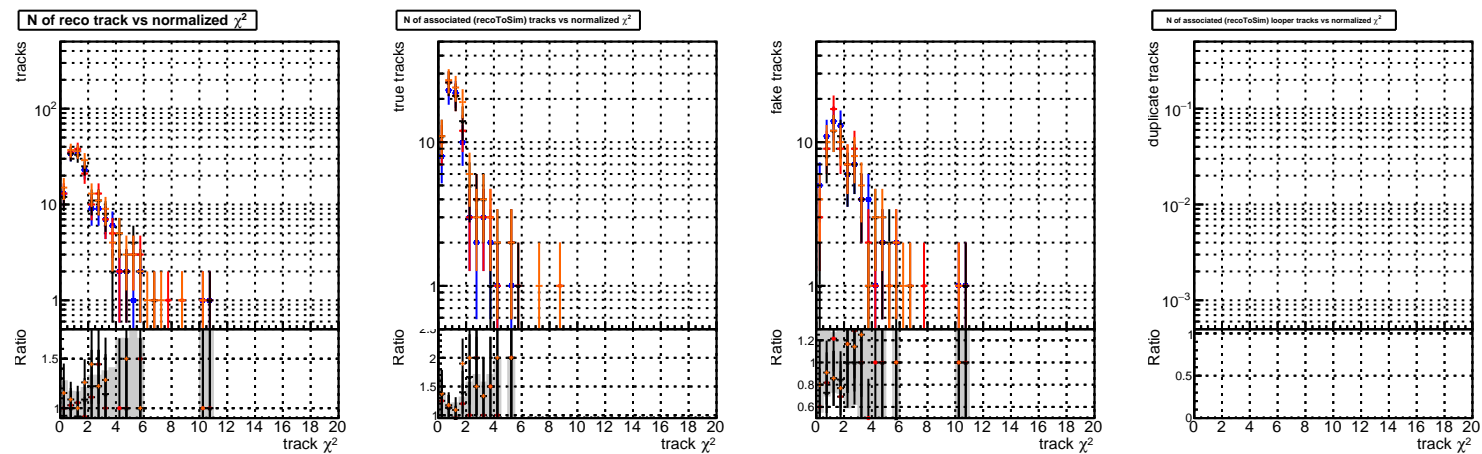 N of reco track vs normalized χ²
tracks
10²
10
1
Ratio
1.5
1
0 2 4 6 8 10 12 14 16 18 20
track χ²
N of associated (recoToSim) tracks vs normalized χ²
true tracks
10
1
Ratio
2.5
2
1.5
1
0 2 4 6 8 10 12 14 16 18 20
track χ²
fake tracks
10
1
Ratio
1.2
1
0.8
0.6
0 2 4 6 8 10 12 14 16 18 20
track χ²
N of associated (recoToSim) looper tracks vs normalized χ²
duplicate tracks
10⁻¹
10⁻²
10⁻³
Ratio
1
0.5
0
0 2 4 6 8 10 12 14 16 18 20
track χ²